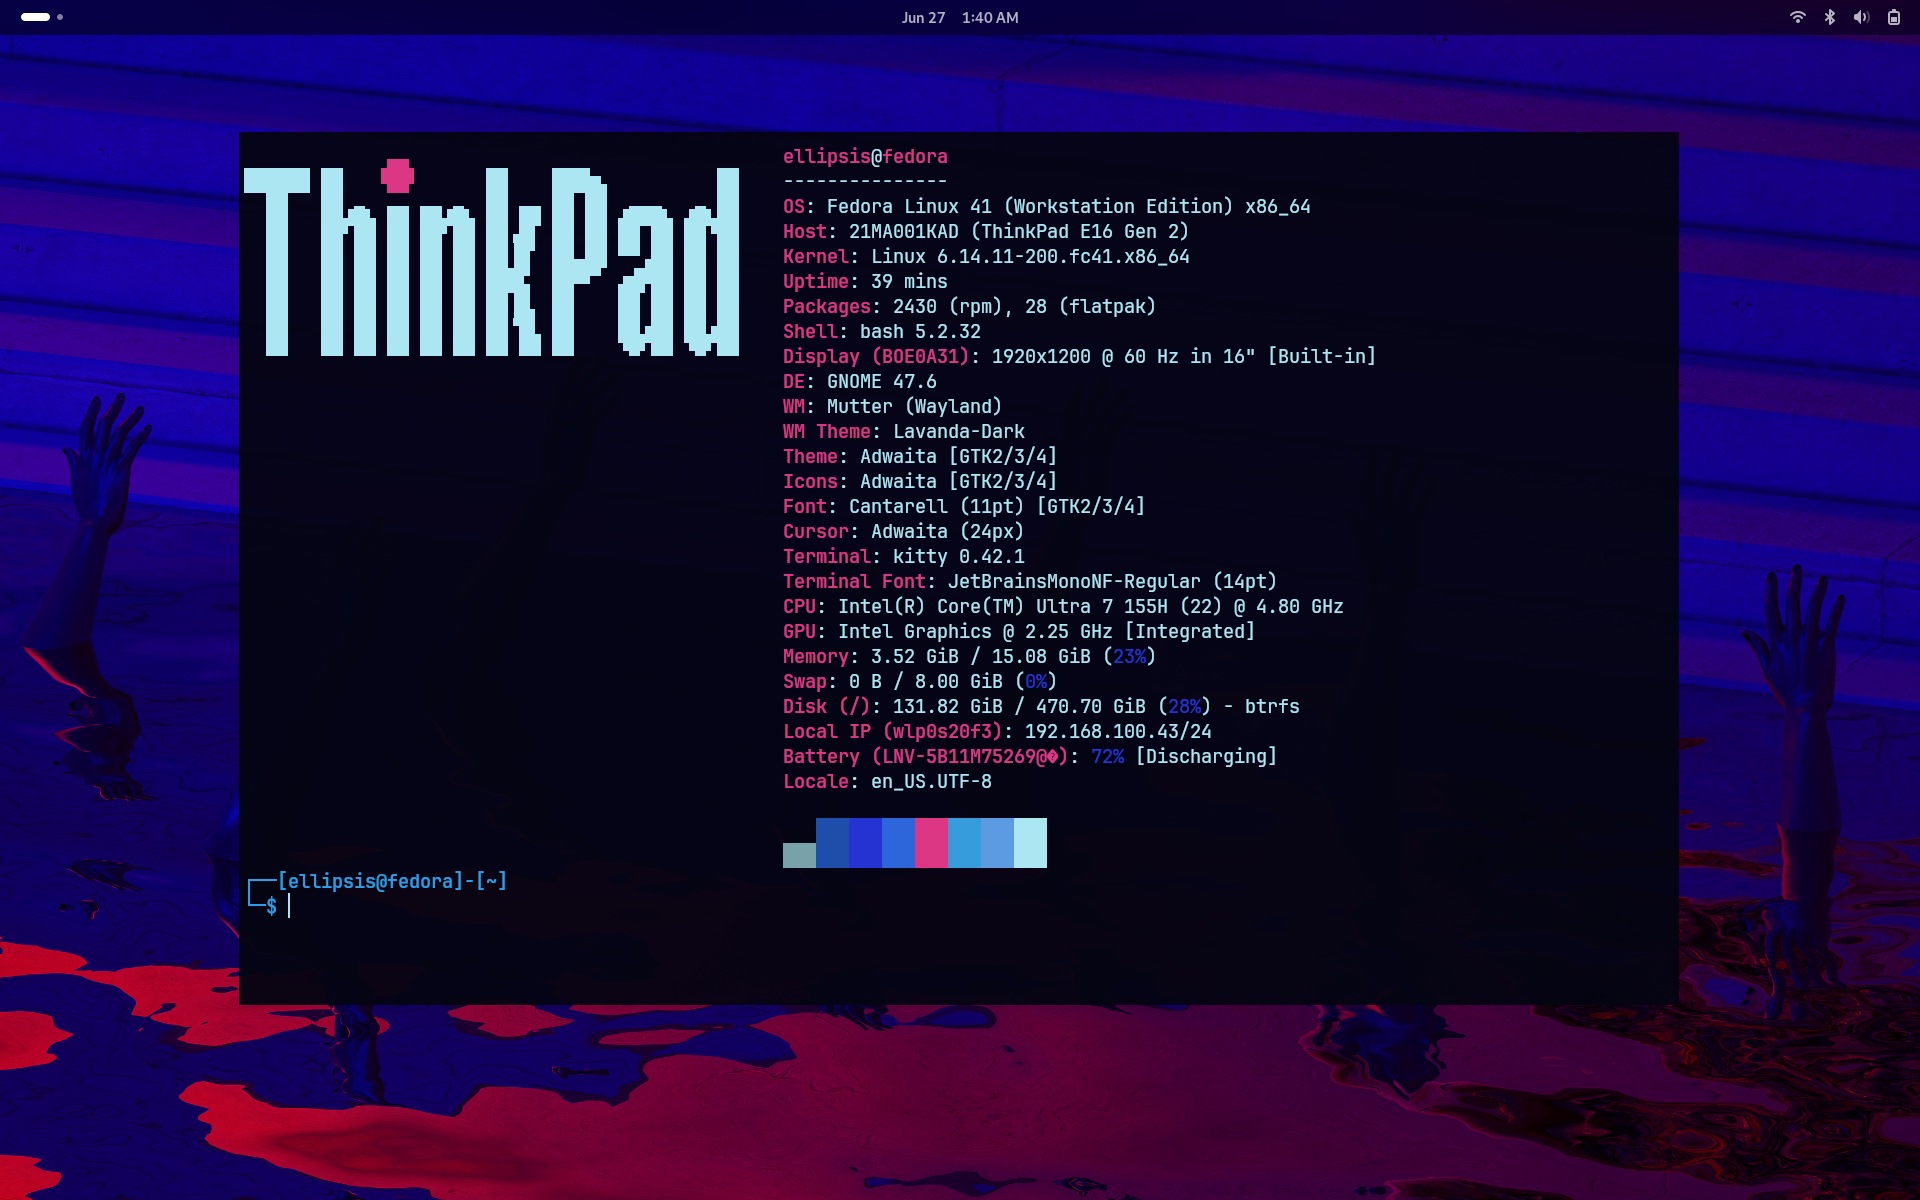 Jun 27 1:40 AM
ThinkPad
ellipsis@fedora
---------------
OS: Fedora Linux 41 (Workstation Edition) x86_64
Host: 21MA001KAD (ThinkPad E16 Gen 2)
Kernel: Linux 6.14.11-200.fc41.x86_64
Uptime: 39 mins
Packages: 2430 (rpm), 28 (flatpak)
Shell: bash 5.2.32
Display (BOE0A31): 1920x1200 @ 60 Hz in 16" [Built-in]
DE: GNOME 47.6
WM: Mutter (Wayland)
WM Theme: Lavanda-Dark
Theme: Adwaita [GTK2/3/4]
Icons: Adwaita [GTK2/3/4]
Font: Cantarell (11pt) [GTK2/3/4]
Cursor: Adwaita (24px)
Terminal: kitty 0.42.1
Terminal Font: JetBrainsMonoNF-Regular (14pt)
CPU: Intel(R) Core(TM) Ultra 7 155H (22) @ 4.80 GHz
GPU: Intel Graphics @ 2.25 GHz [Integrated]
Memory: 3.52 GiB / 15.08 GiB (23%)
Swap: 0 B / 8.00 GiB (0%)
Disk (/): 131.82 GiB / 470.70 GiB (28%) - btrfs
Local IP (wlp0s20f3): 192.168.100.43/24
Battery (LNV-5B11M75269@�): 72% [Discharging]
Locale: en_US.UTF-8
┌──[ellipsis@fedora]-[~]
└─$